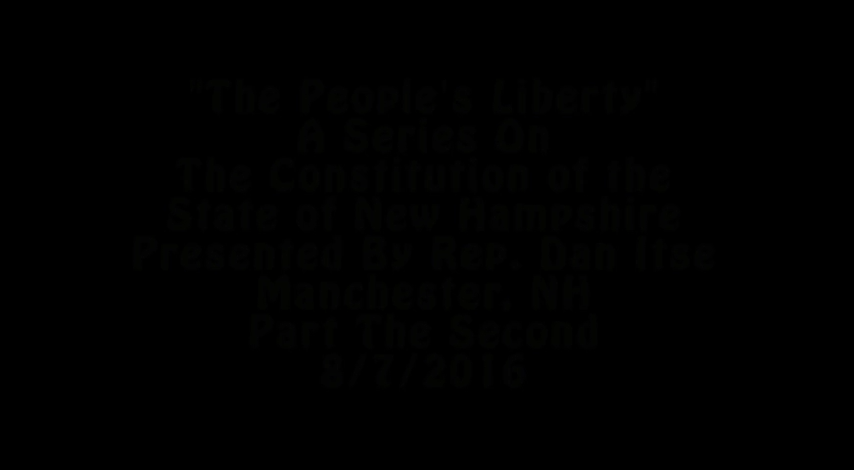 "The People's Liberty"
A Series On
The Constitution of the
State of New Hampshire
Presented By Rep. Dan Itse
Manchester, NH
Part The Second
8/7/2016